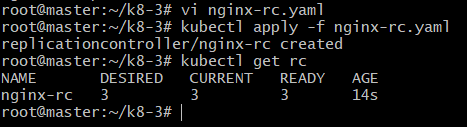 root@master:~/k8-3# vi nginx-rc.yaml
root@master:~/k8-3# kubectl apply -f nginx-rc.yaml
replicationcontroller/nginx-rc created
root@master:~/k8-3# kubectl get rc
NAME       DESIRED   CURRENT   READY   AGE
nginx-rc   3         3         3       14s
root@master:~/k8-3#